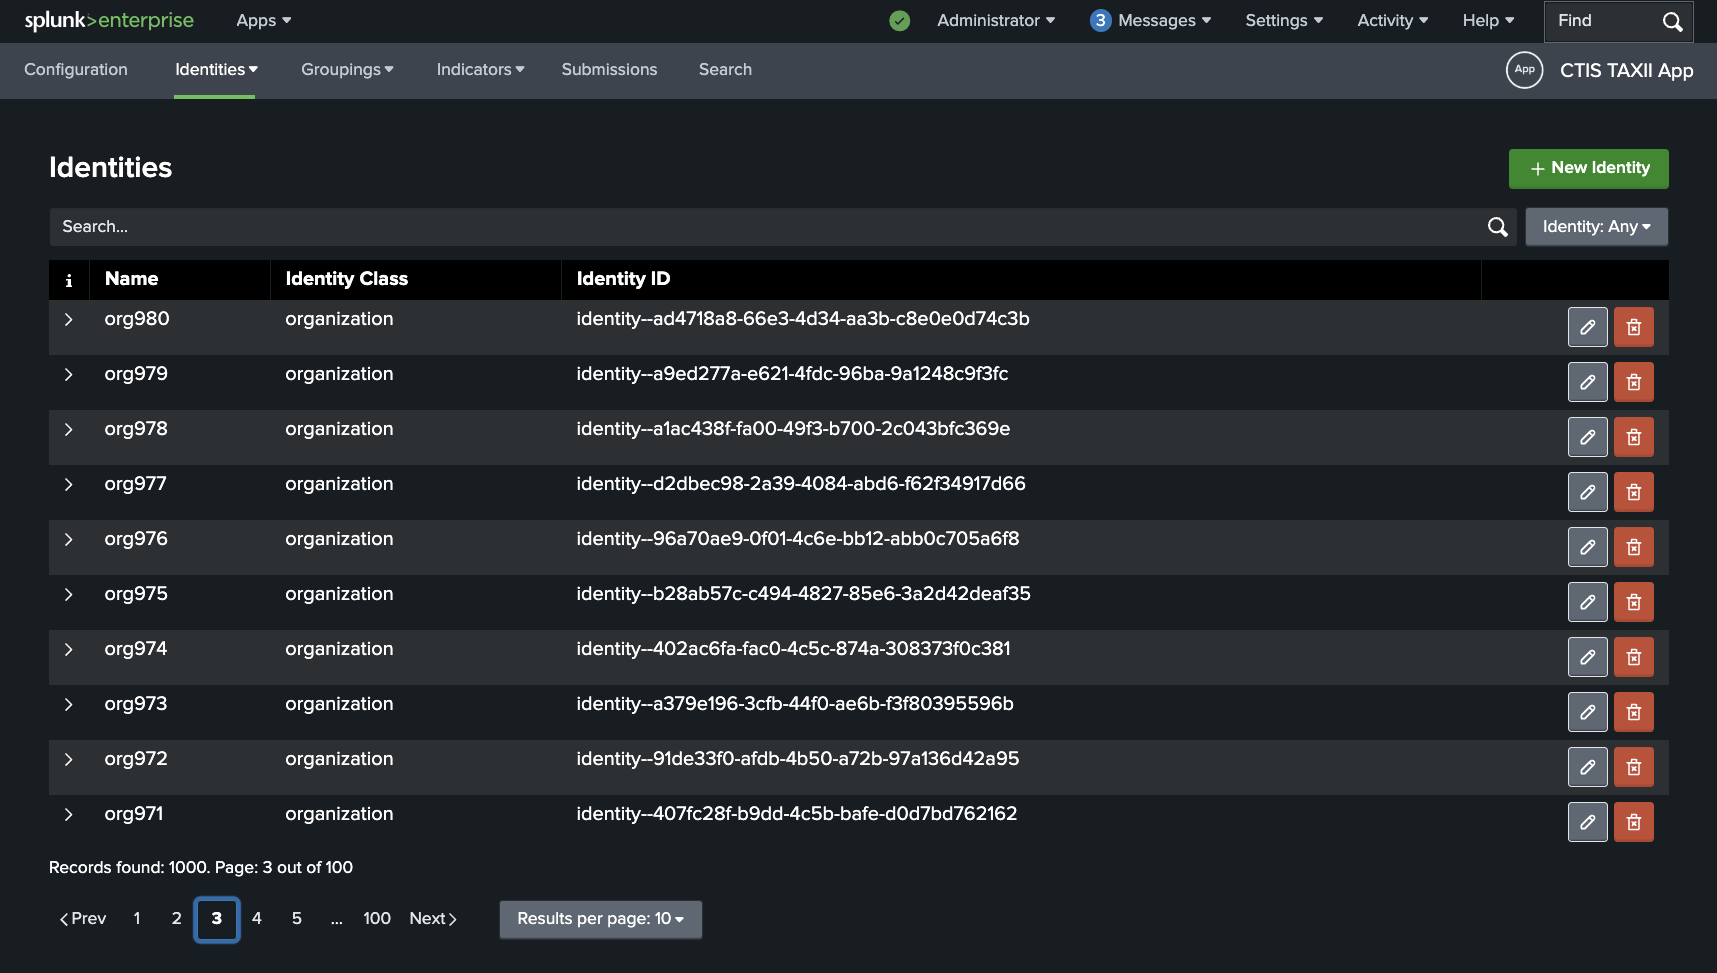 splunk>enterprise Apps Administrator 3 Messages Settings Activity Help Find
Configuration Identities Groupings Indicators Submissions Search App CTIS TAXII App
Identities
+ New Identity
Search... Identity: Any
i Name Identity Class Identity ID
org980 organization identity--ad4718a8-66e3-4d34-aa3b-c8e0e0d74c3b
org979 organization identity--a9ed277a-e621-4fdc-96ba-9a1248c9f3fc
org978 organization identity--a1ac438f-fa00-49f3-b700-2c043bfc369e
org977 organization identity--d2dbec98-2a39-4084-abd6-f62f34917d66
org976 organization identity--96a70ae9-0f01-4c6e-bb12-abb0c705a6f8
org975 organization identity--b28ab57c-c494-4827-85e6-3a2d42deaf35
org974 organization identity--402ac6fa-fac0-4c5c-874a-308373f0c381
org973 organization identity--a379e196-3cfb-44f0-ae6b-f3f80395596b
org972 organization identity--91de33f0-afdb-4b50-a72b-97a136d42a95
org971 organization identity--407fc28f-b9dd-4c5b-bafe-d0d7bd762162
Records found: 1000. Page: 3 out of 100
Prev 1 2 3 4 5 ... 100 Next Results per page: 10